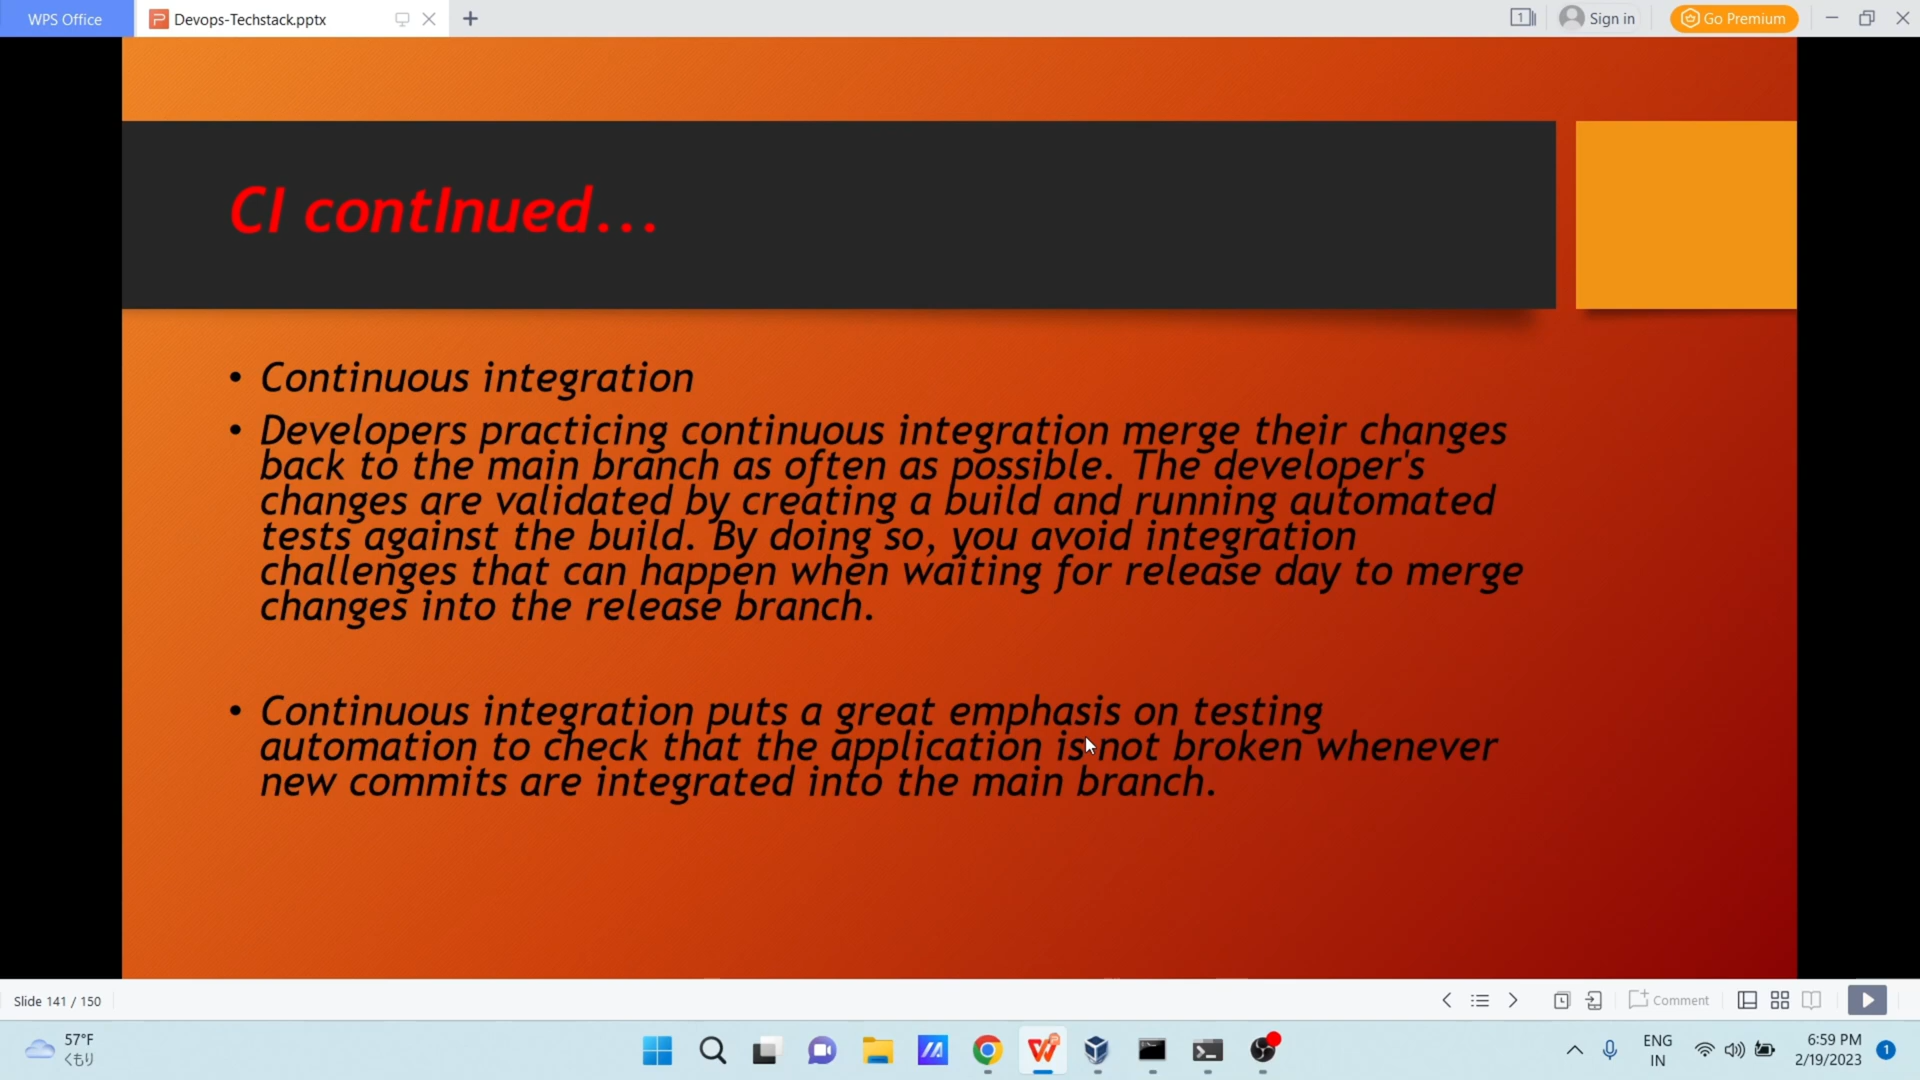 WPS Office
Devops-Techstack.pptx
1
Sign in
Go Premium
CI contInued...
• Continuous integration
• Developers practicing continuous integration merge their changes
back to the main branch as often as possible. The developer's
changes are validated by creating a build and running automated
tests against the build. By doing so, you avoid integration
challenges that can happen when waiting for release day to merge
changes into the release branch.
• Continuous integration puts a great emphasis on testing
automation to check that the application is not broken whenever
new commits are integrated into the main branch.
Slide 141 / 150
Comment
57°F
くもり
ENG
IN
6:59 PM
2/19/2023
1